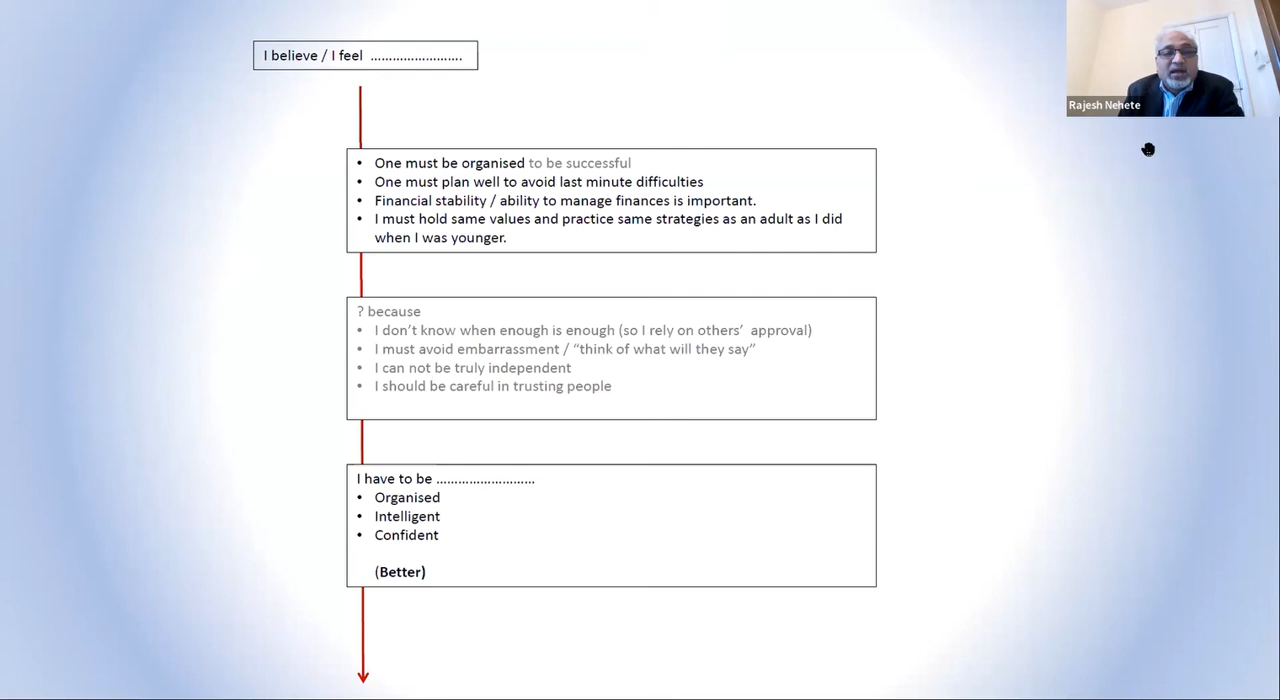 I believe / I feel …………………….
Rajesh Nehete
• One must be organised to be successful
• One must plan well to avoid last minute difficulties
• Financial stability / ability to manage finances is important.
• I must hold same values and practice same strategies as an adult as I did
when I was younger.
? because
• I don’t know when enough is enough (so I rely on others’  approval)
• I must avoid embarrassment / “think of what will they say”
• I can not be truly independent
• I should be careful in trusting people
I have to be ………………………
• Organised
• Intelligent
• Confident
(Better)